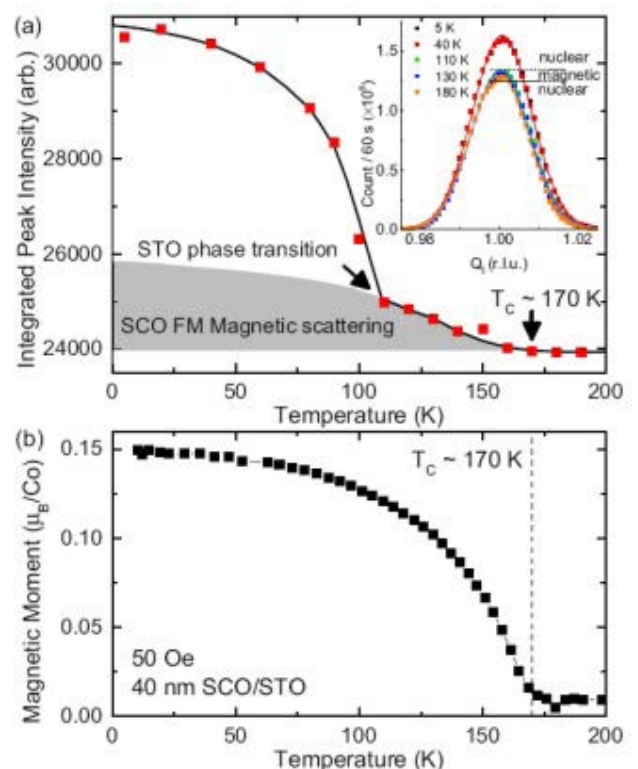 (a)
Integrated Peak Intensity (arb.)
30000
28000
26000
24000
STO phase transition
SCO FM Magnetic scattering
T_C ~ 170 K
0 50 100 150 200
Temperature (K)
Count / 60 s (×10⁶)
1.5
1.0
0.5
0.0
5 K
40 K
110 K
130 K
180 K
nuclear
magnetic
nuclear
0.98 1.00 1.02
Q_L (r.l.u.)
(b)
Magnetic Moment (μ_B/Co)
0.15
0.10
0.05
0.00
T_C ~ 170 K
50 Oe
40 nm SCO/STO
0 50 100 150 200
Temperature (K)